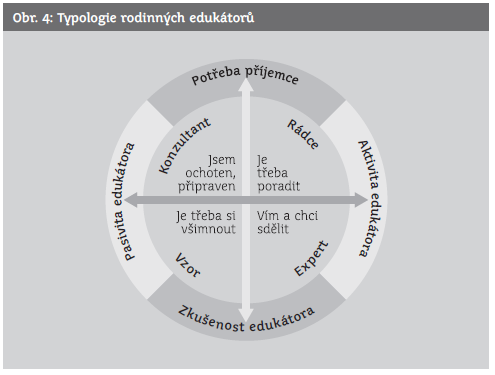 Obr. 4: Typologie rodinných edukátorů
Potřeba příjemce
Konzultant
Rádce
Jsem
ochoten,
připraven
Je
třeba
poradit
Pasivita edukátora
Aktivita edukátora
Je třeba si
všimnout
Vím a chci
sdělit
Vzor
Expert
Zkušenost edukátora